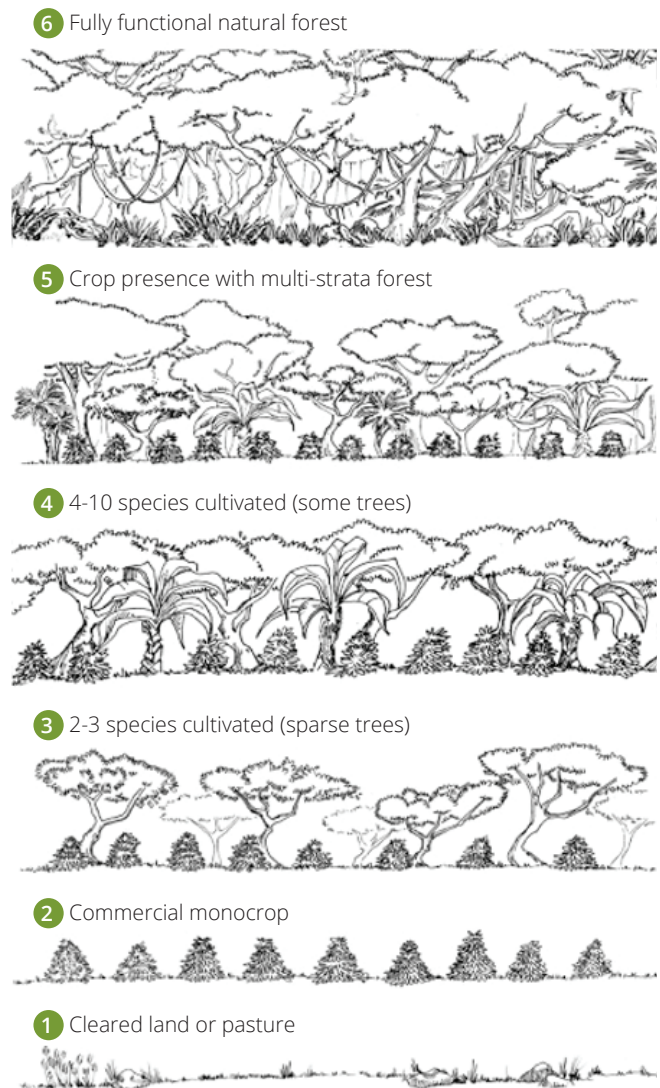 6 Fully functional natural forest
5 Crop presence with multi-strata forest
4 4-10 species cultivated (some trees)
3 2-3 species cultivated (sparse trees)
2 Commercial monocrop
1 Cleared land or pasture